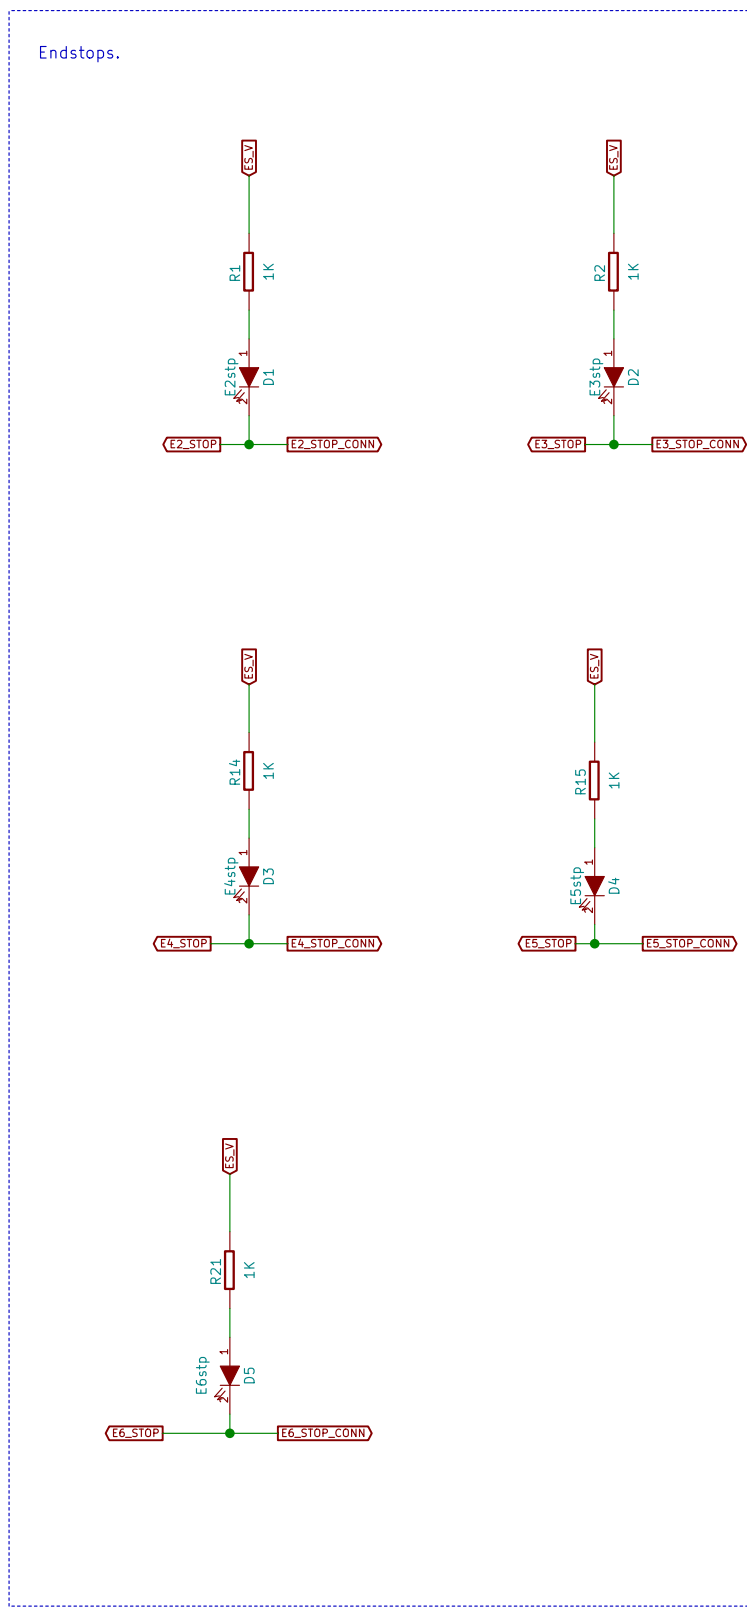 Endstops.
ES_V
ES_V
R1
1K
R2
1K
1
E2stp
D1
2
1
E3stp
D2
2
E2_STOP
E2_STOP_CONN
E3_STOP
E3_STOP_CONN
ES_V
ES_V
R14
1K
R15
1K
1
E4stp
D3
2
1
E5stp
D4
2
E4_STOP
E4_STOP_CONN
E5_STOP
E5_STOP_CONN
ES_V
R21
1K
1
E6stp
D5
2
E6_STOP
E6_STOP_CONN